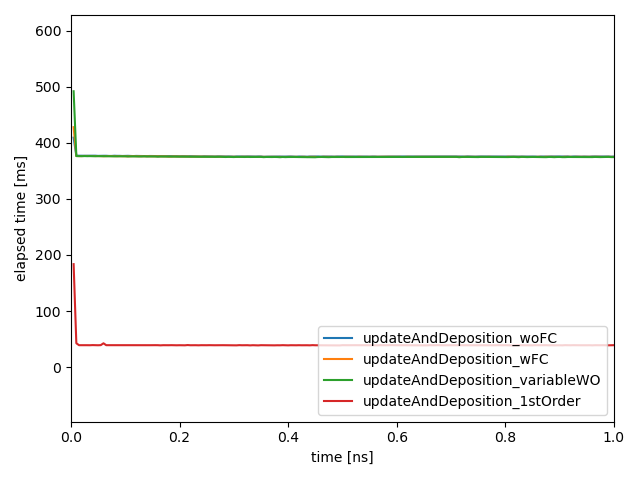 600
500
400
300
200
100
0
elapsed time [ms]
updateAndDeposition_woFC
updateAndDeposition_wFC
updateAndDeposition_variableWO
updateAndDeposition_1stOrder
0.0 0.2 0.4 0.6 0.8 1.0
time [ns]